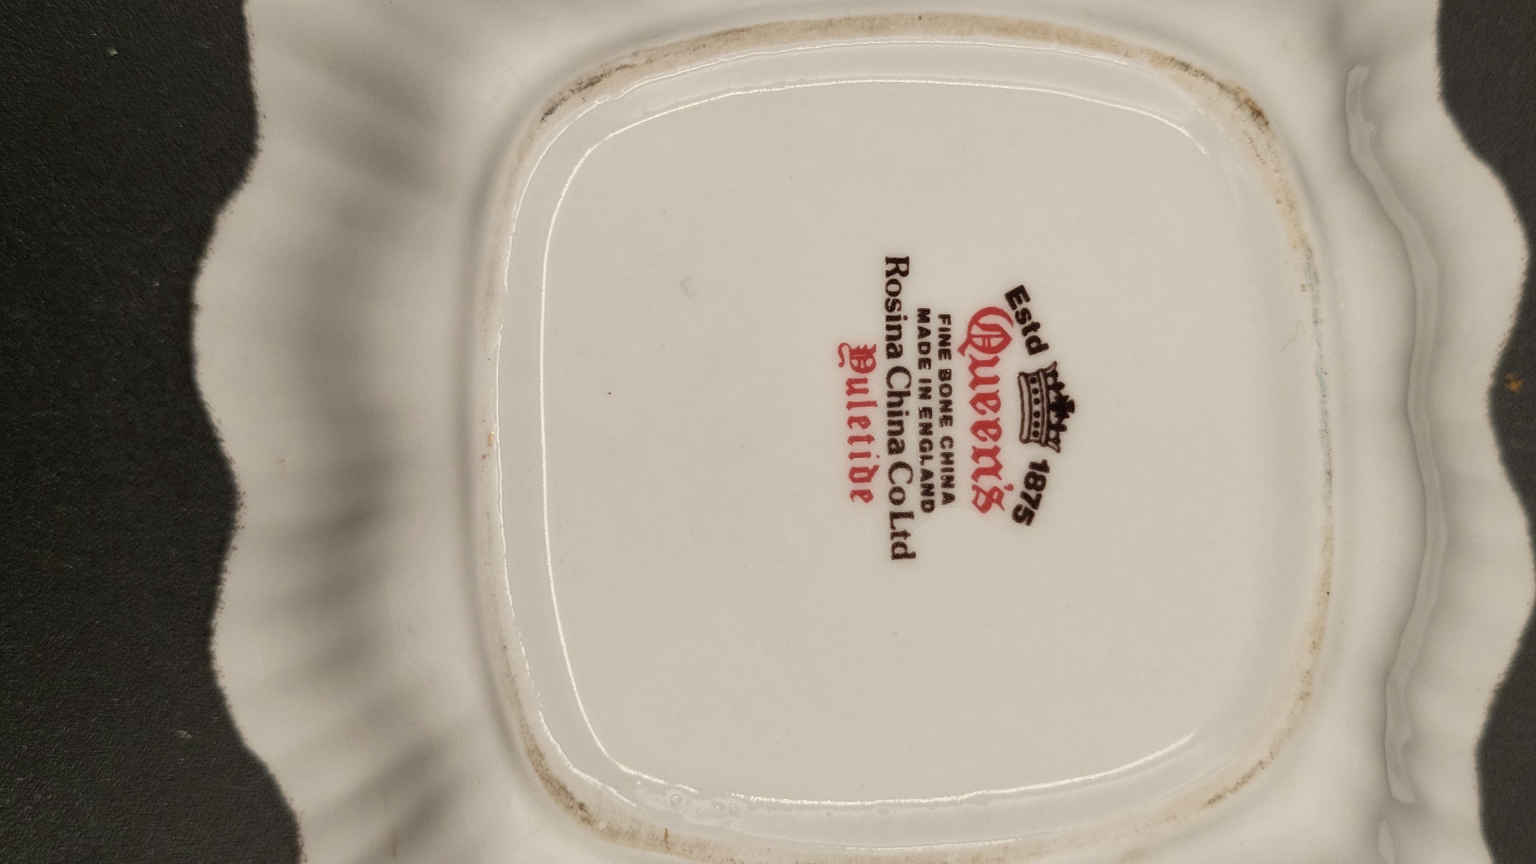 Estd 1875
Queen's
FINE BONE CHINA
MADE IN ENGLAND
Rosina China Co Ltd
Yuletide